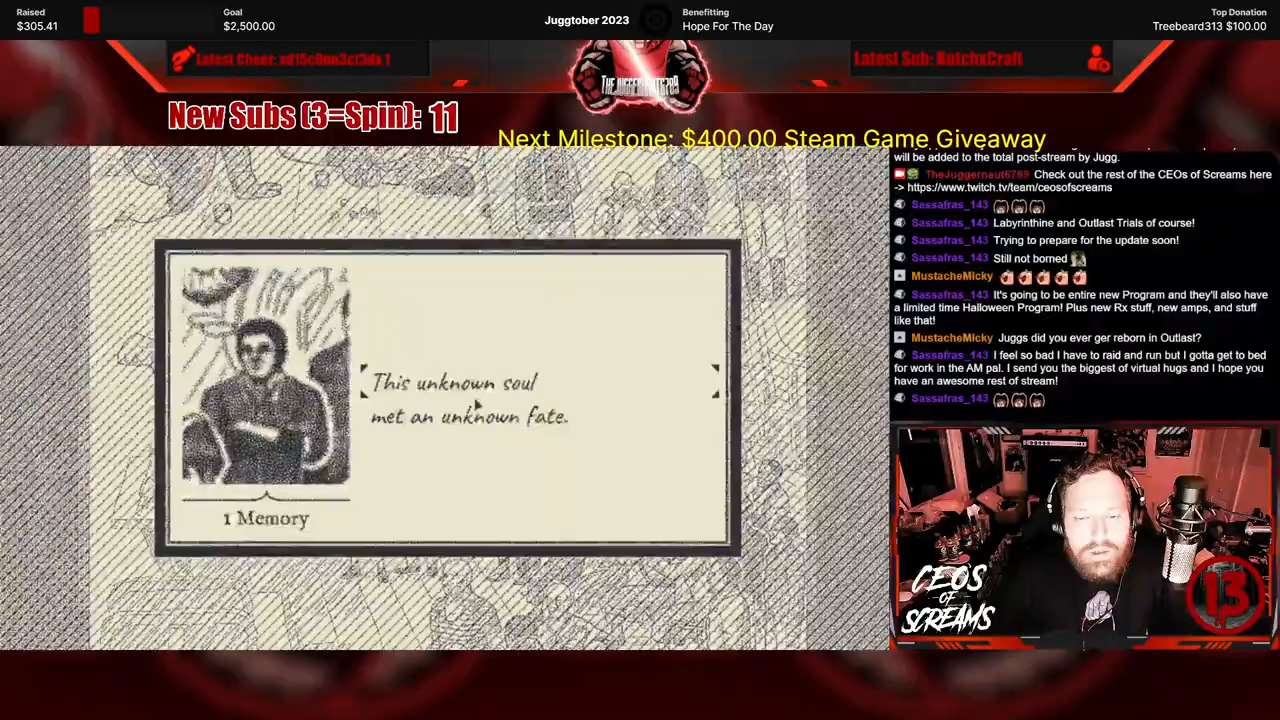 Raised
$305.41
Goal
$2,500.00
Juggtober 2023
Benefitting
Hope For The Day
Top Donation
Treebeard313 $100.00
Latest Cheer:
Latest Sub: KutchxCraft
THEJUGGERNAUT6789
New Subs (3=Spin): 11
Next Milestone: $400.00 Steam Game Giveaway
will be added to the total post-stream by Jugg.
TheJuggernaut6789 Check out the rest of the CEOs of Screams here
-> https://www.twitch.tv/team/ceosofscreams
Sassafras_143
Sassafras_143 Labyrinthine and Outlast Trials of course!
Sassafras_143 Trying to prepare for the update soon!
Sassafras_143 Still not borned
MustacheMicky
Sassafras_143 It's going to be entire new Program and they'll also have
a limited time Halloween Program! Plus new Rx stuff, new amps, and stuff
like that!
MustacheMicky Juggs did you ever ger reborn in Outlast?
Sassafras_143 I feel so bad I have to raid and run but I gotta get to bed
for work in the AM pal. I send you the biggest of virtual hugs and I hope you
have an awesome rest of stream!
Sassafras_143
This unknown soul
met an unknown fate.
1 Memory
CEOS
OF
SCREAMS
13